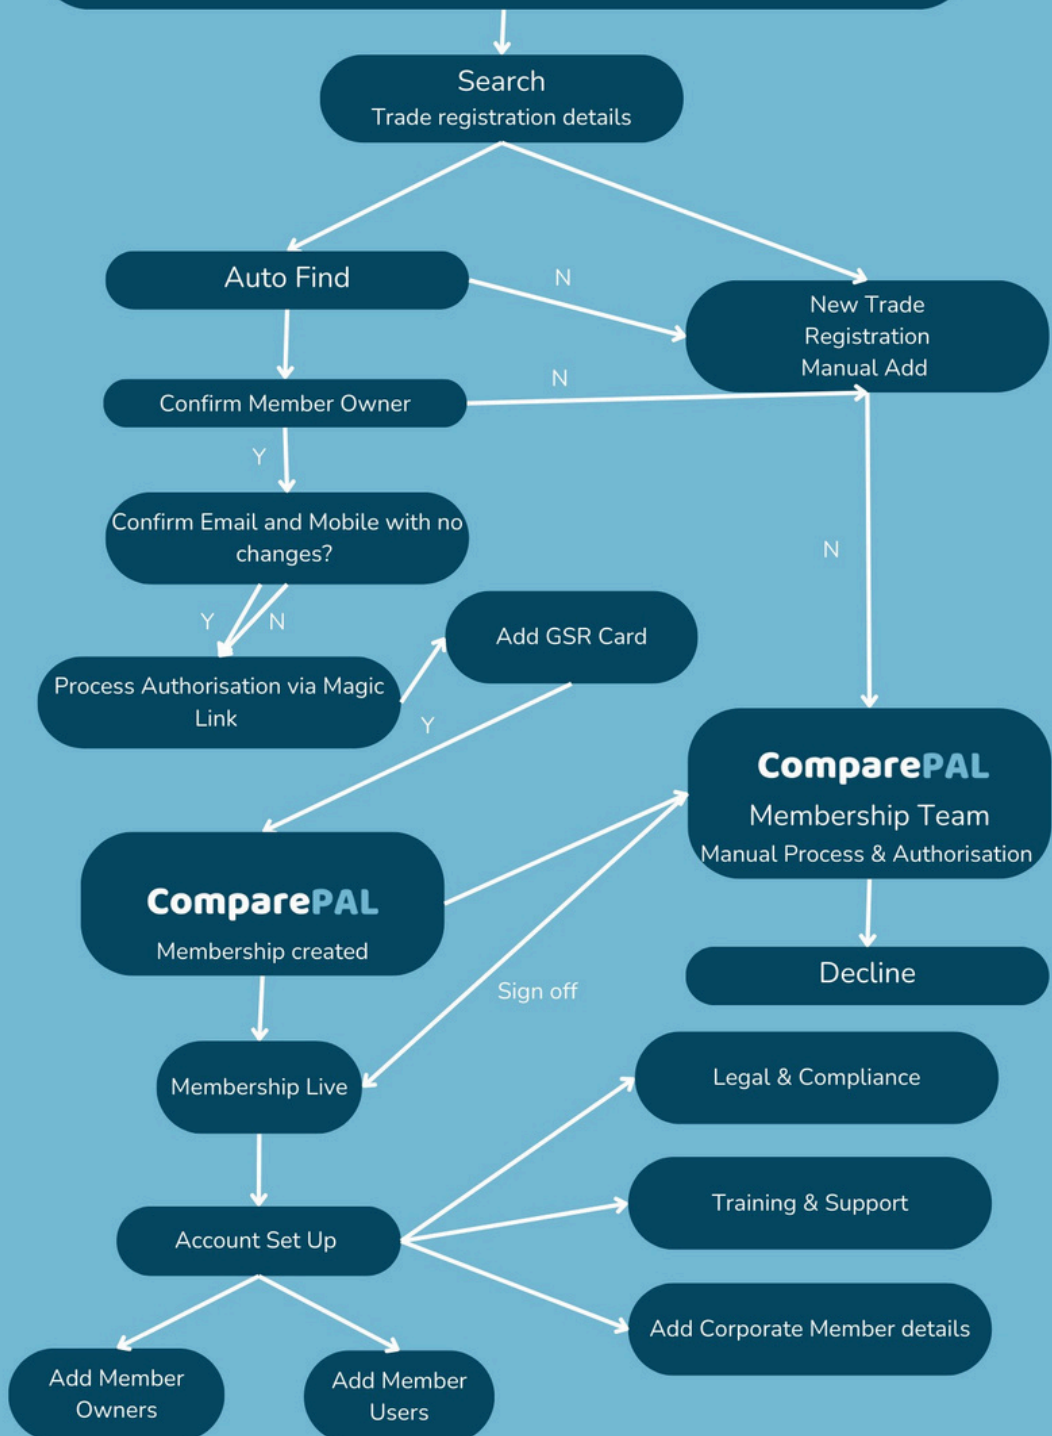 Search
Trade registration details
Auto Find
N
New Trade
Registration
Manual Add
Confirm Member Owner
N
Y
Confirm Email and Mobile with no
changes?
N
Y
N
Add GSR Card
Process Authorisation via Magic
Link
Y
ComparePAL
Membership Team
Manual Process & Authorisation
ComparePAL
Membership created
Decline
Sign off
Membership Live
Legal & Compliance
Training & Support
Account Set Up
Add Corporate Member details
Add Member
Owners
Add Member
Users